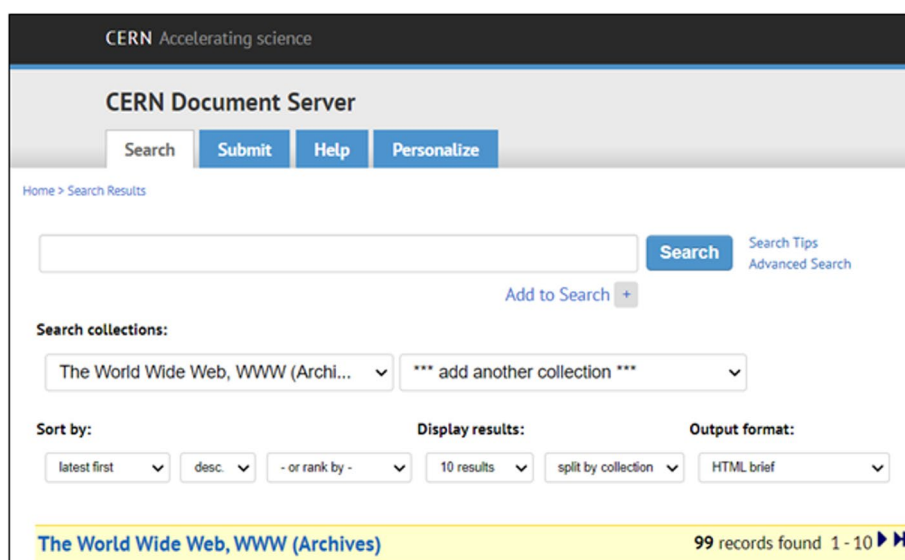 CERN Accelerating science
CERN Document Server
Search Submit Help Personalize
Home > Search Results
Search Search Tips
Advanced Search
Add to Search +
Search collections:
The World Wide Web, WWW (Archi... *** add another collection ***
Sort by: Display results: Output format:
latest first desc. - or rank by - 10 results split by collection HTML brief
The World Wide Web, WWW (Archives) 99 records found 1 - 10